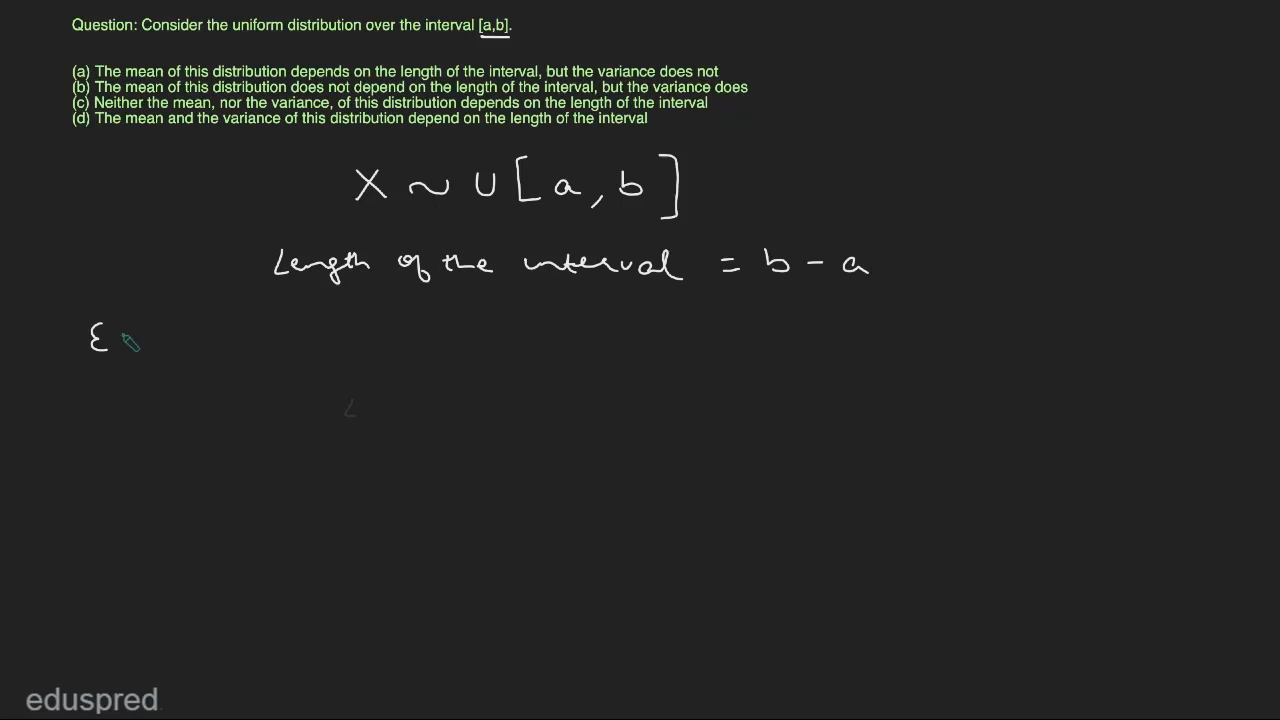 Question: Consider the uniform distribution over the interval [a,b].
(a) The mean of this distribution depends on the length of the interval, but the variance does not
(b) The mean of this distribution does not depend on the length of the interval, but the variance does
(c) Neither the mean, nor the variance, of this distribution depends on the length of the interval
(d) The mean and the variance of this distribution depend on the length of the interval
X ~ U [a, b]
Length of the interval = b - a
E
eduspred